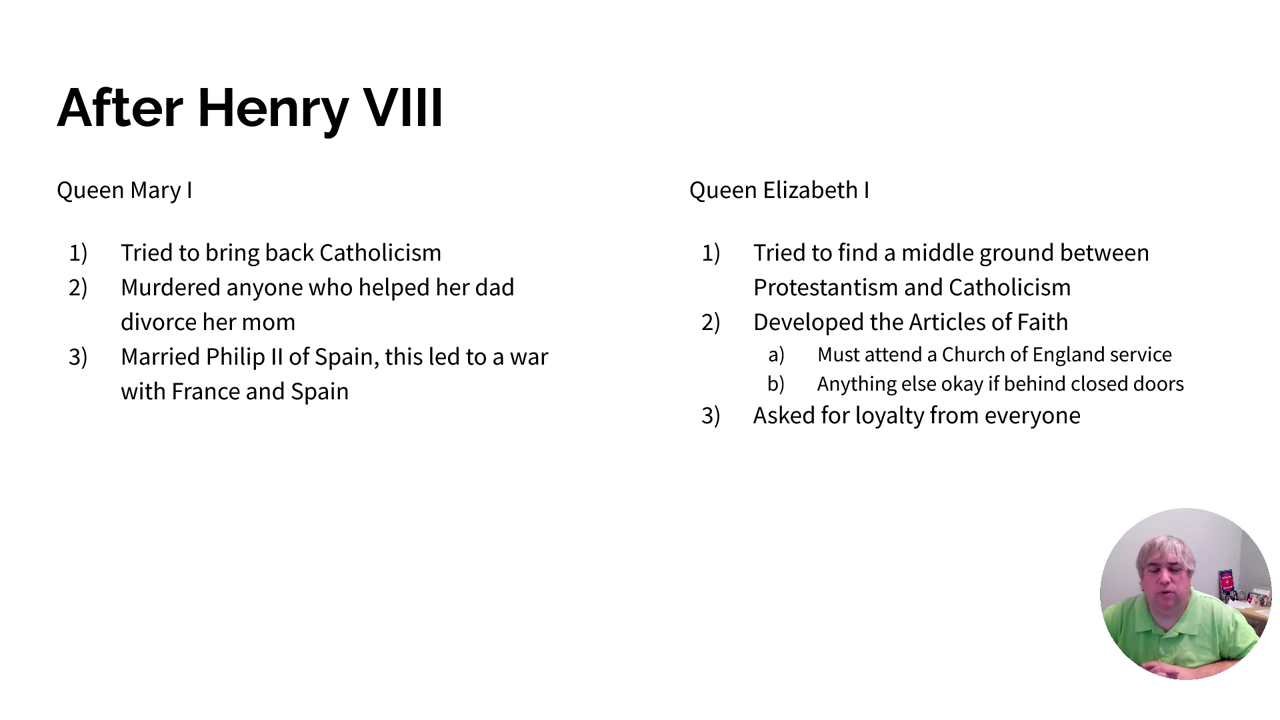 After Henry VIII
Queen Mary I
1) Tried to bring back Catholicism
2) Murdered anyone who helped her dad
divorce her mom
3) Married Philip II of Spain, this led to a war
with France and Spain
Queen Elizabeth I
1) Tried to find a middle ground between
Protestantism and Catholicism
2) Developed the Articles of Faith
a) Must attend a Church of England service
b) Anything else okay if behind closed doors
3) Asked for loyalty from everyone